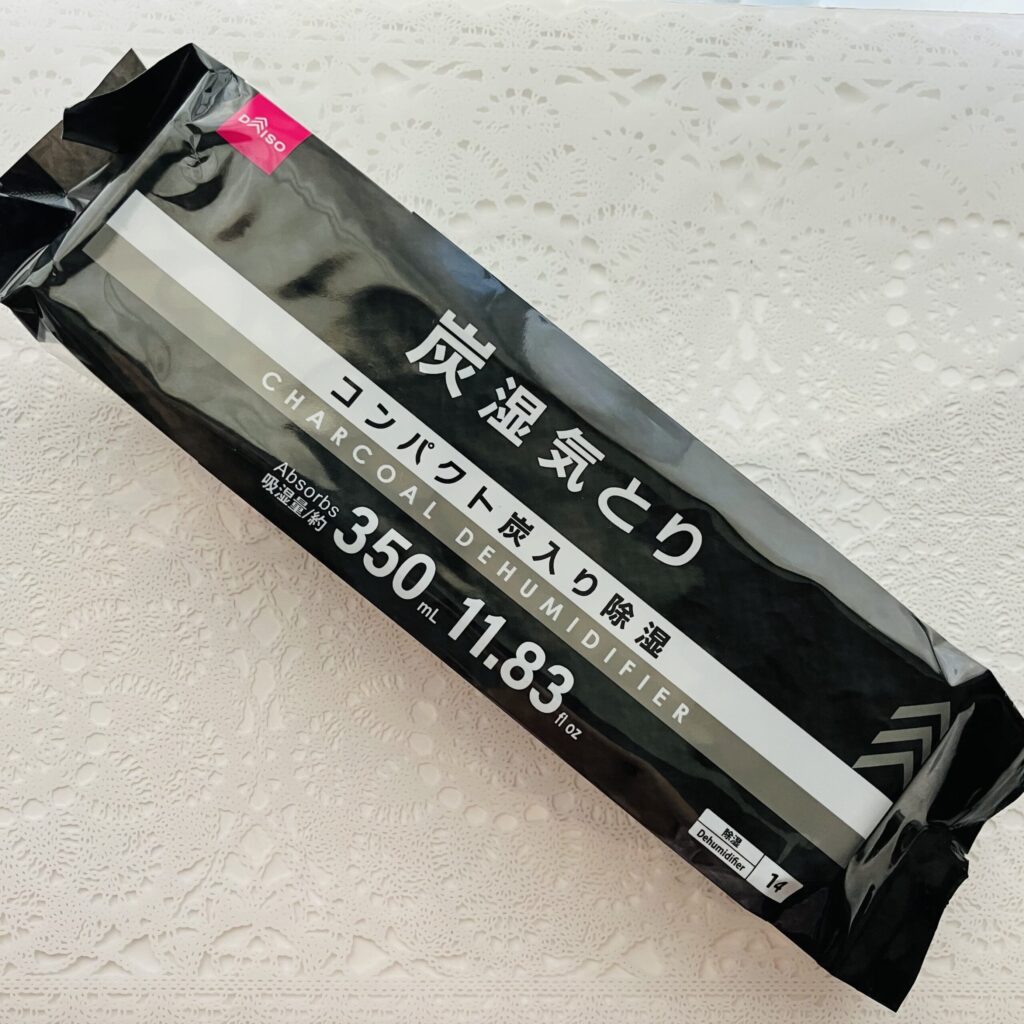 DAISO
炭湿気とり
コンパクト炭入り除湿
CHARCOAL DEHUMIDIFIER
Absorbs
吸湿量/約
350 mL 11.83 fl oz
除湿
Dehumidifier
14